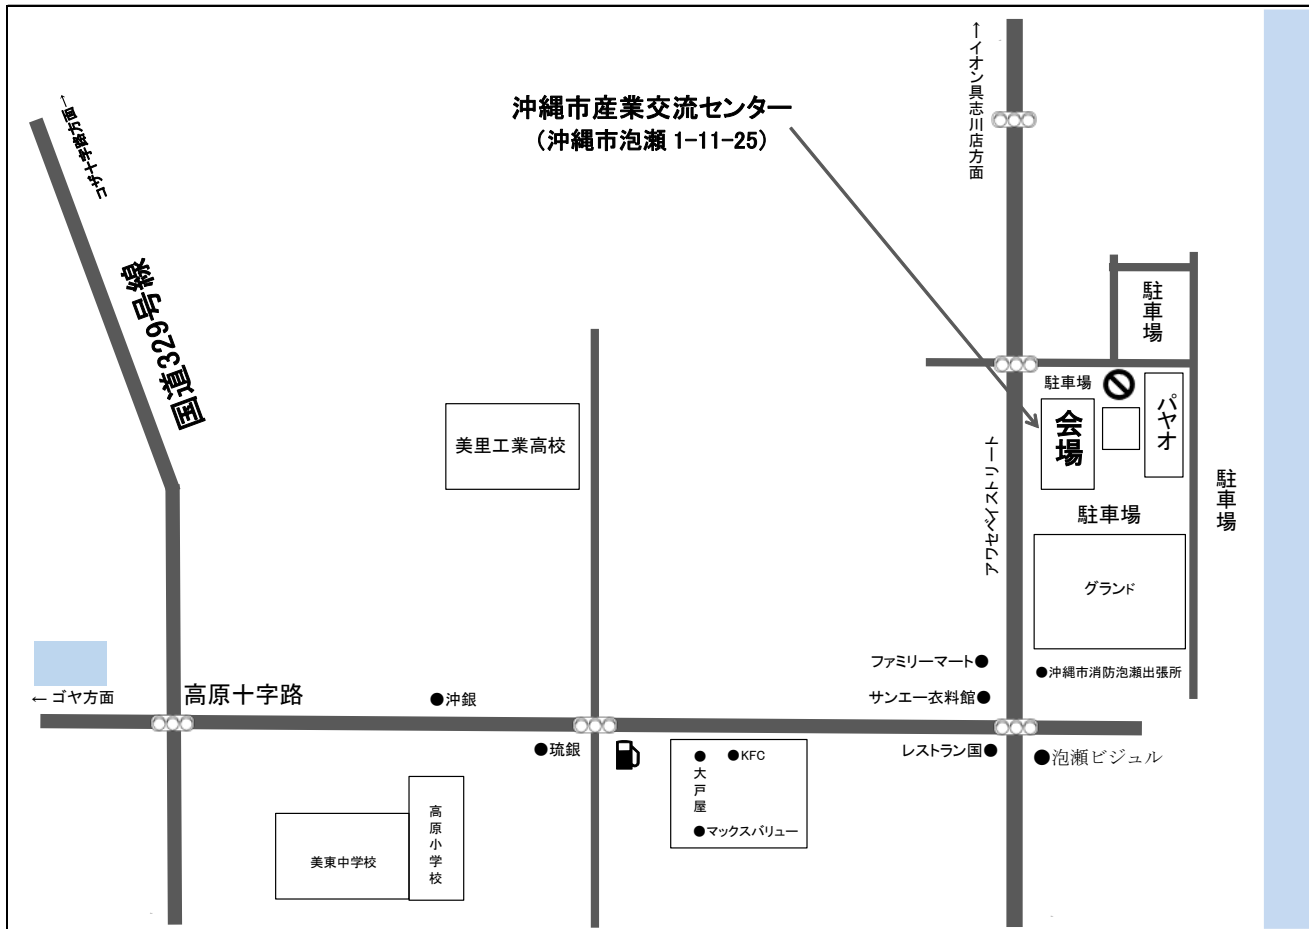 ←イオン具志川店方面
沖縄市産業交流センター
（沖縄市泡瀬 1-11-25）
コザ十字路方面→
国道329号線
駐車場
駐車場
会場
パヤオ
美里工業高校
アワセベイストリート
駐車場
駐車場
グランド
ファミリーマート●
●沖縄市消防泡瀬出張所
サンエー衣料館●
← ゴヤ方面
高原十字路
●沖銀
●琉銀
●大戸屋
●KFC
●マックスバリュー
レストラン国●
●泡瀬ビジュル
高原小学校
美東中学校